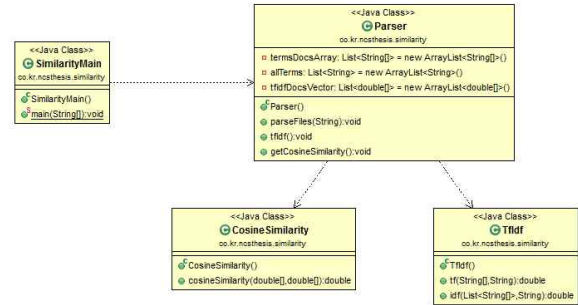 <<Java Class>>
SimilarityMain
co.kr.ncsthesis.similarity
SimilarityMain()
main(String[]):void
<<Java Class>>
Parser
co.kr.ncsthesis.similarity
termsDocsArray: List<String[]> = new ArrayList<String[]>()
allTerms: List<String> = new ArrayList<String>()
tfidfDocsVector: List<double[]> = new ArrayList<double[]>()
Parser()
parseFiles(String):void
tfIdf():void
getCosineSimilarity():void
<<Java Class>>
CosineSimilarity
co.kr.ncsthesis.similarity
CosineSimilarity()
cosineSimilarity(double[],double[]):double
<<Java Class>>
TfIdf
co.kr.ncsthesis.similarity
TfIdf()
tf(String[],String):double
idf(List<String[]>,String):double